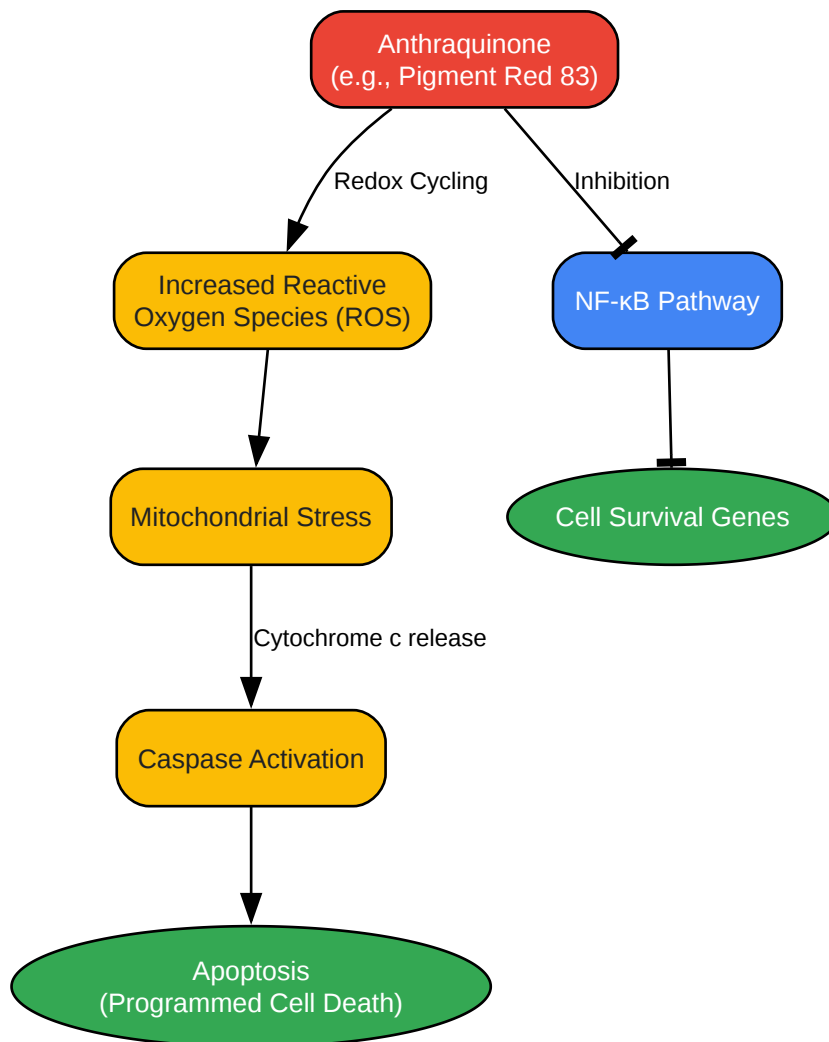 Anthraquinone
(e.g., Pigment Red 83)
Redox Cycling
Inhibition
Increased Reactive
Oxygen Species (ROS)
NF-κB Pathway
Mitochondrial Stress
Cell Survival Genes
Cytochrome c release
Caspase Activation
Apoptosis
(Programmed Cell Death)